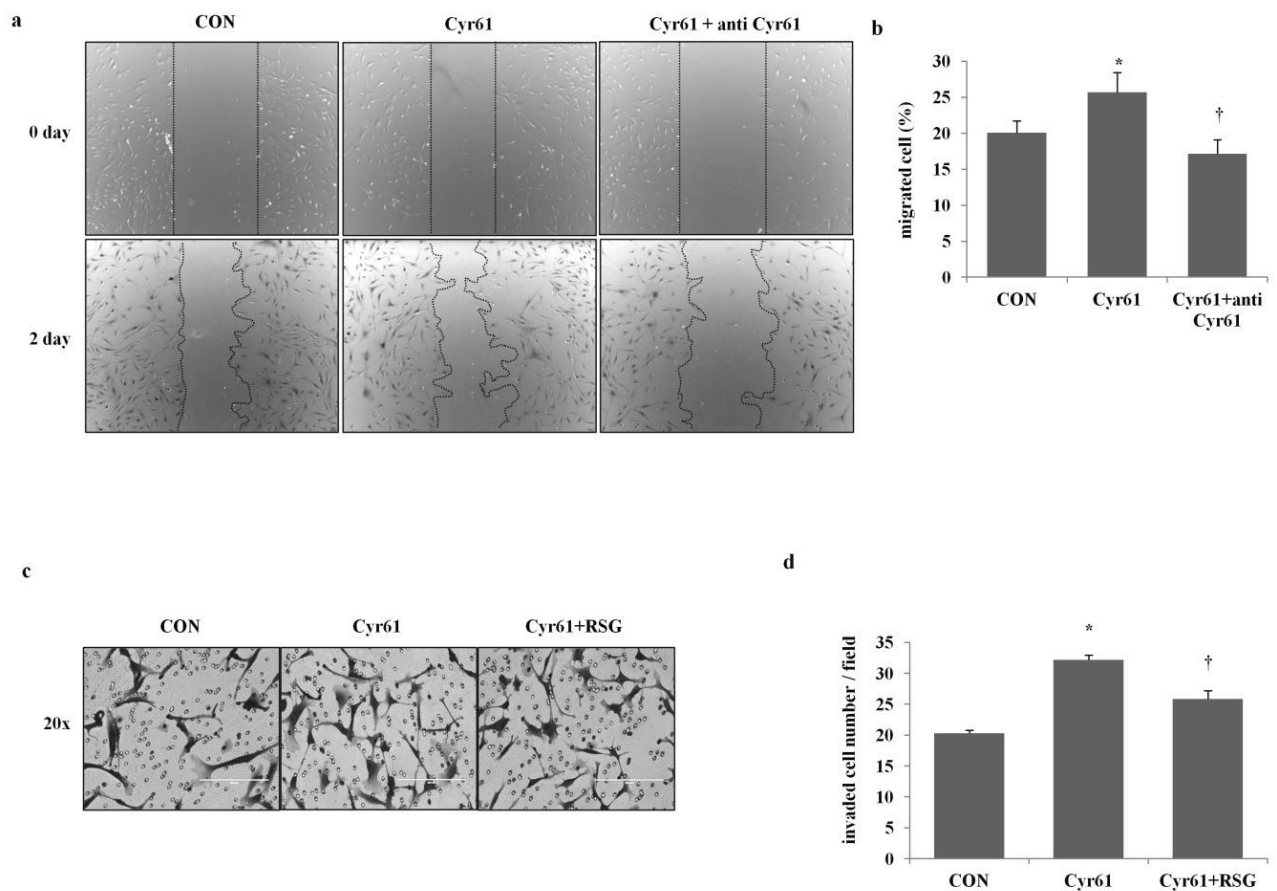 a
CON
Cyr61
Cyr61 + anti Cyr61
0 day
2 day
b
*
†
migrated cell (%)
30
25
20
15
10
5
0
CON
Cyr61
Cyr61+anti
Cyr61
c
CON
Cyr61
Cyr61+RSG
20x
d
*
†
invaded cell number / field
35
30
25
20
15
10
5
0
CON
Cyr61
Cyr61+RSG